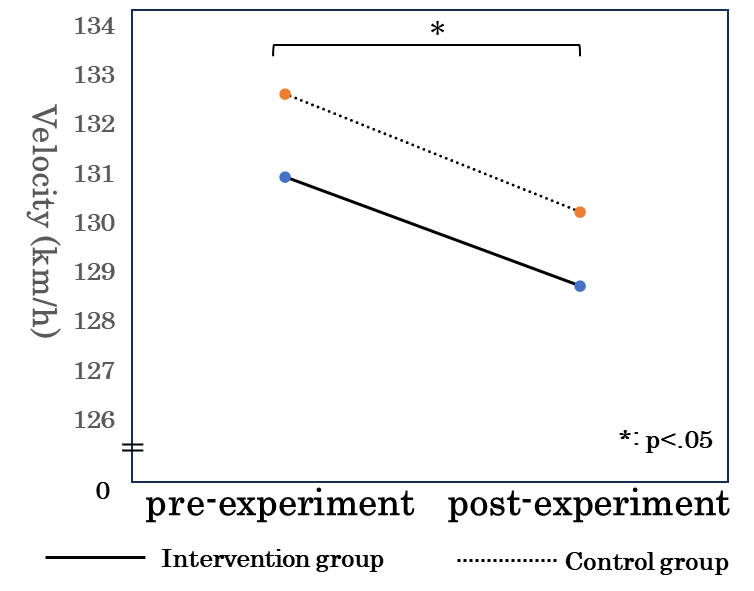 134
*
133
132
131
130
129
128
127
126
0
Velocity (km/h)
*: p<.05
pre-experiment post-experiment
Intervention group Control group